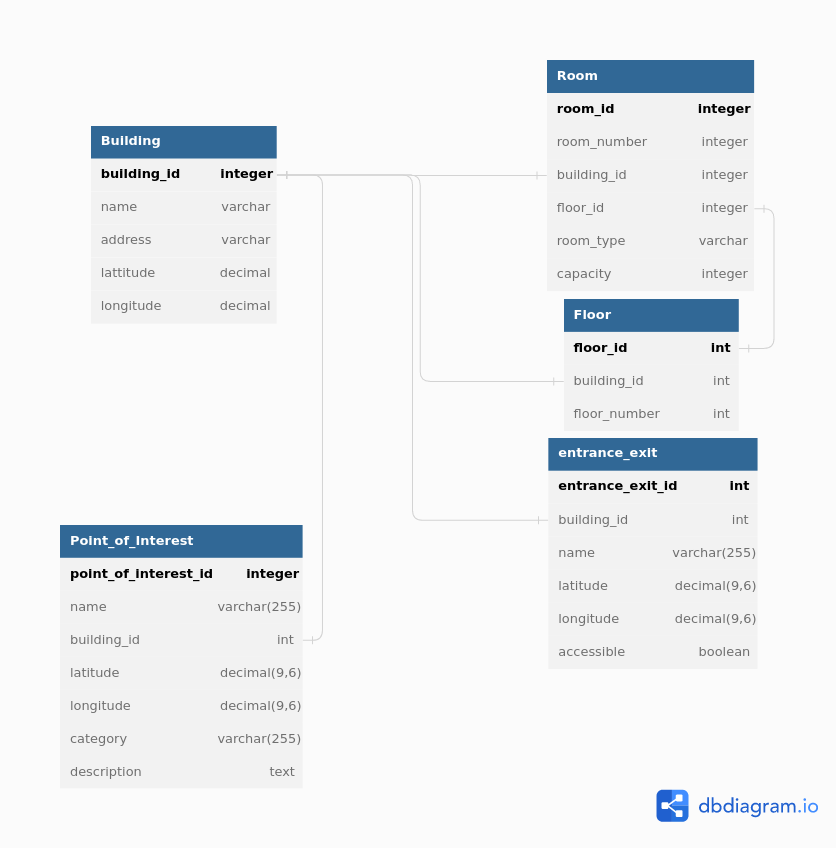 Building
building_id integer
name varchar
address varchar
lattitude decimal
longitude decimal
Room
room_id integer
room_number integer
building_id integer
floor_id integer
room_type varchar
capacity integer
Floor
floor_id int
building_id int
floor_number int
entrance_exit
entrance_exit_id int
building_id int
name varchar(255)
latitude decimal(9,6)
longitude decimal(9,6)
accessible boolean
Point_of_Interest
point_of_interest_id integer
name varchar(255)
building_id int
latitude decimal(9,6)
longitude decimal(9,6)
category varchar(255)
description text
dbdiagram.io